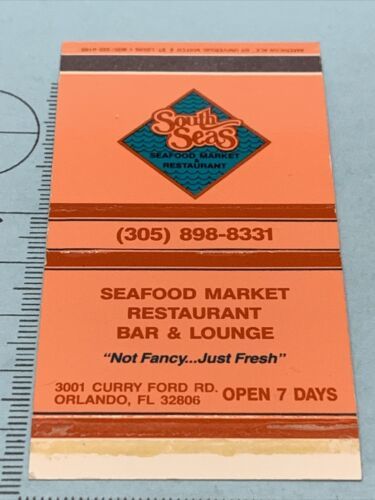 South
Seas
SEAFOOD MARKET
&
RESTAURANT
(305) 898-8331
SEAFOOD MARKET
RESTAURANT
BAR & LOUNGE
"Not Fancy...Just Fresh"
3001 CURRY FORD RD.
ORLANDO, FL 32806
OPEN 7 DAYS